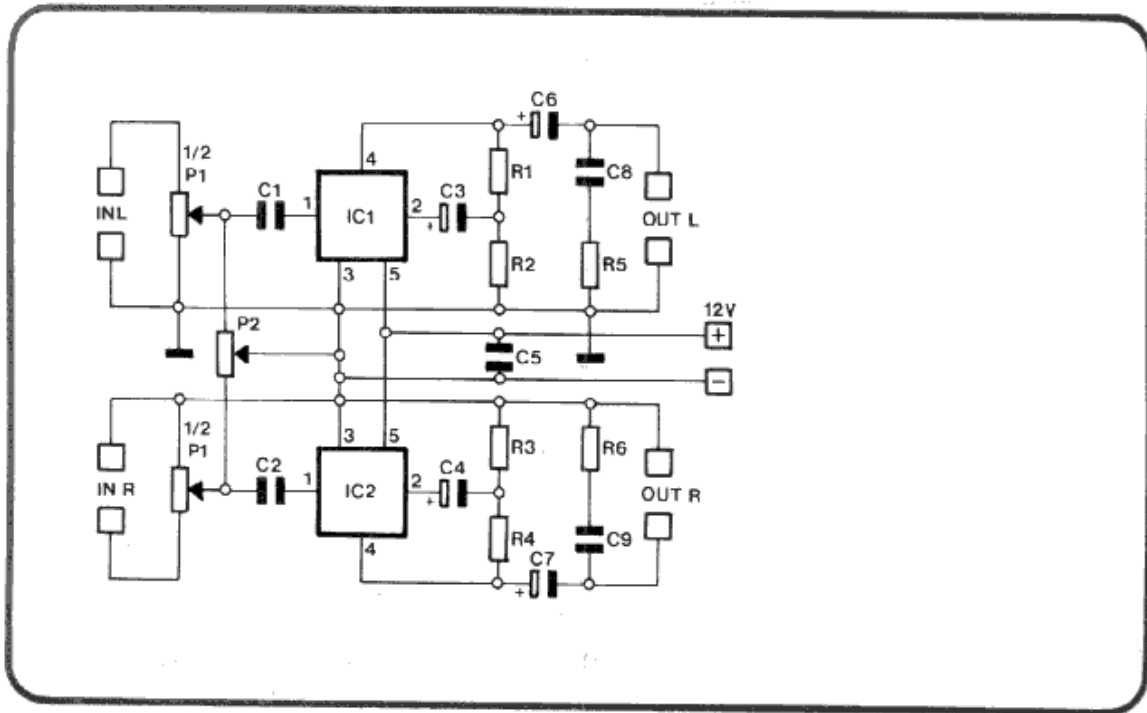 C6
+
1/2
P1
4
R1
C8
C1
C3
INL
1
IC1
2
+
OUT L
R2
R5
3
5
P2
12V
+
C5
−
1/2
P1
3
5
R3
R6
C2
C4
IN R
1
IC2
2
+
OUT R
R4
C9
4
C7
+